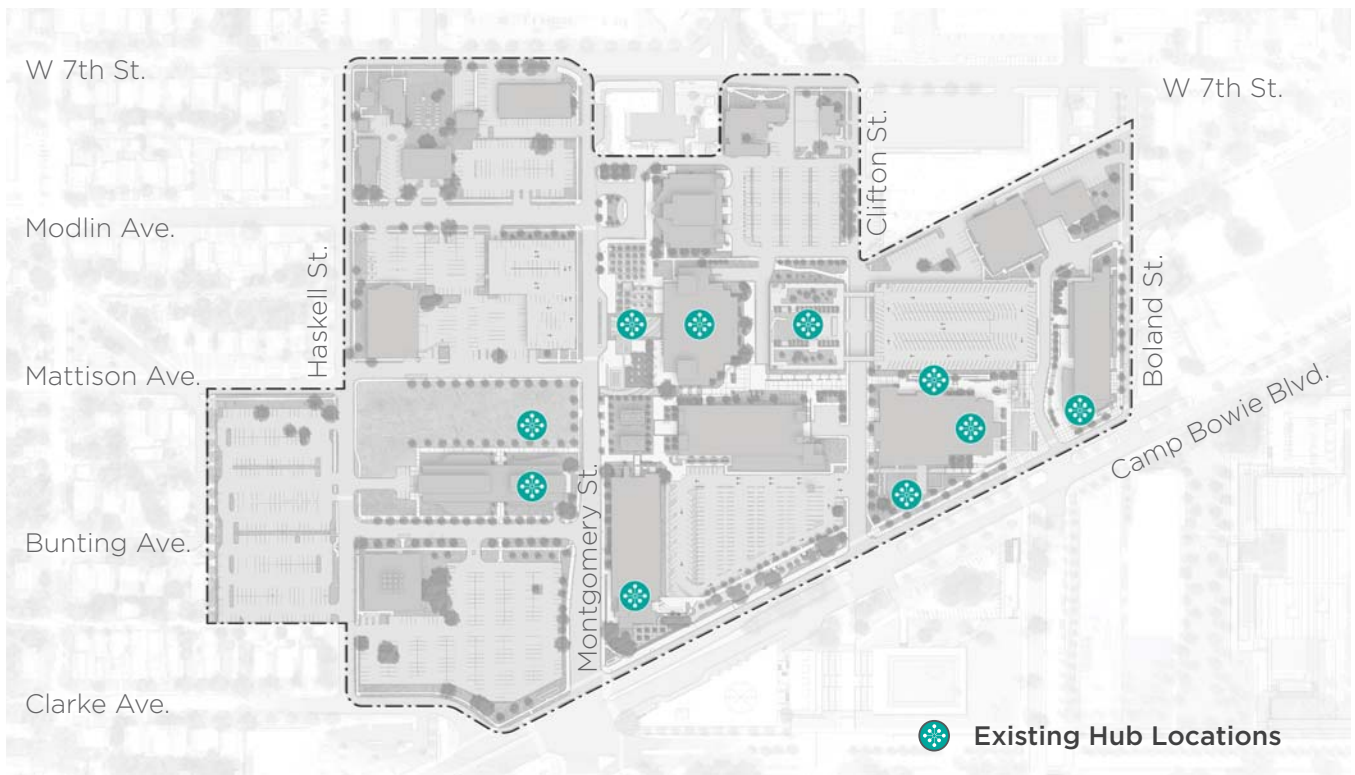 W 7th St.
W 7th St.
Clifton St.
Modlin Ave.
Haskell St.
Boland St.
Mattison Ave.
Camp Bowie Blvd.
Montgomery St.
Bunting Ave.
Clarke Ave.
Existing Hub Locations